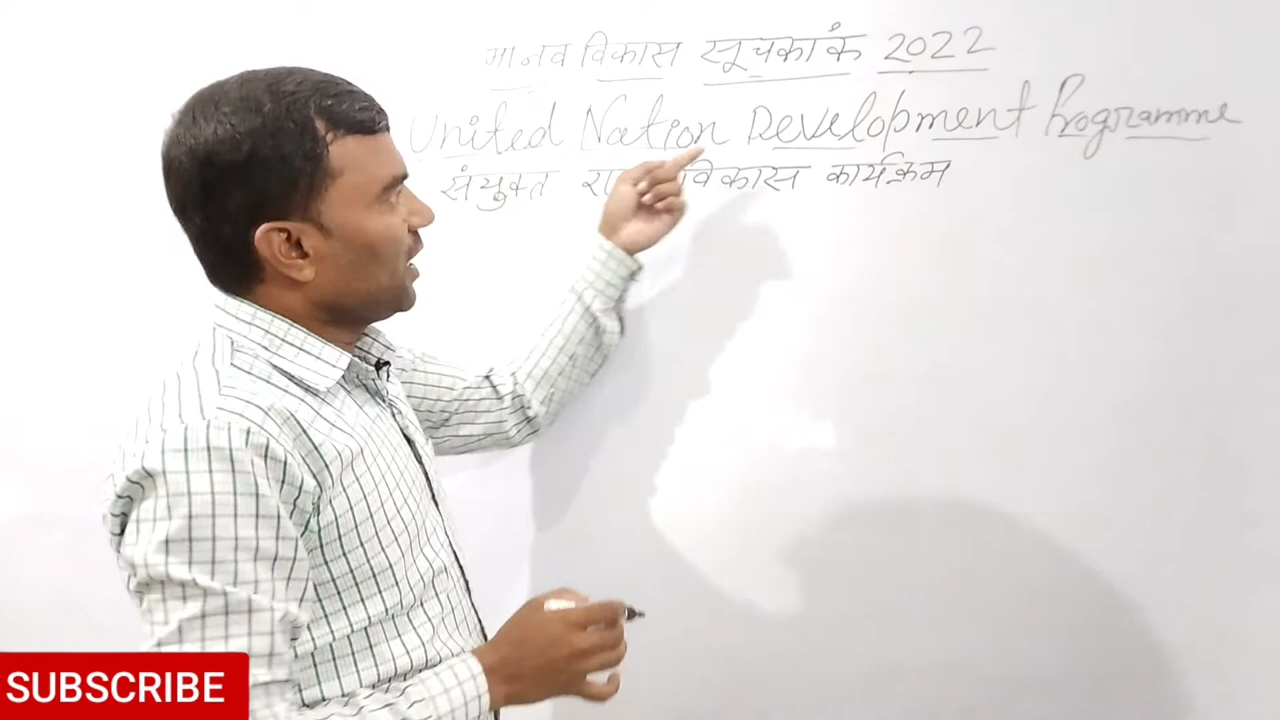 मानव विकास सूचकांक 2022
United Nation Development Programme
संयुक्त विकास कार्यक्रम
SUBSCRIBE